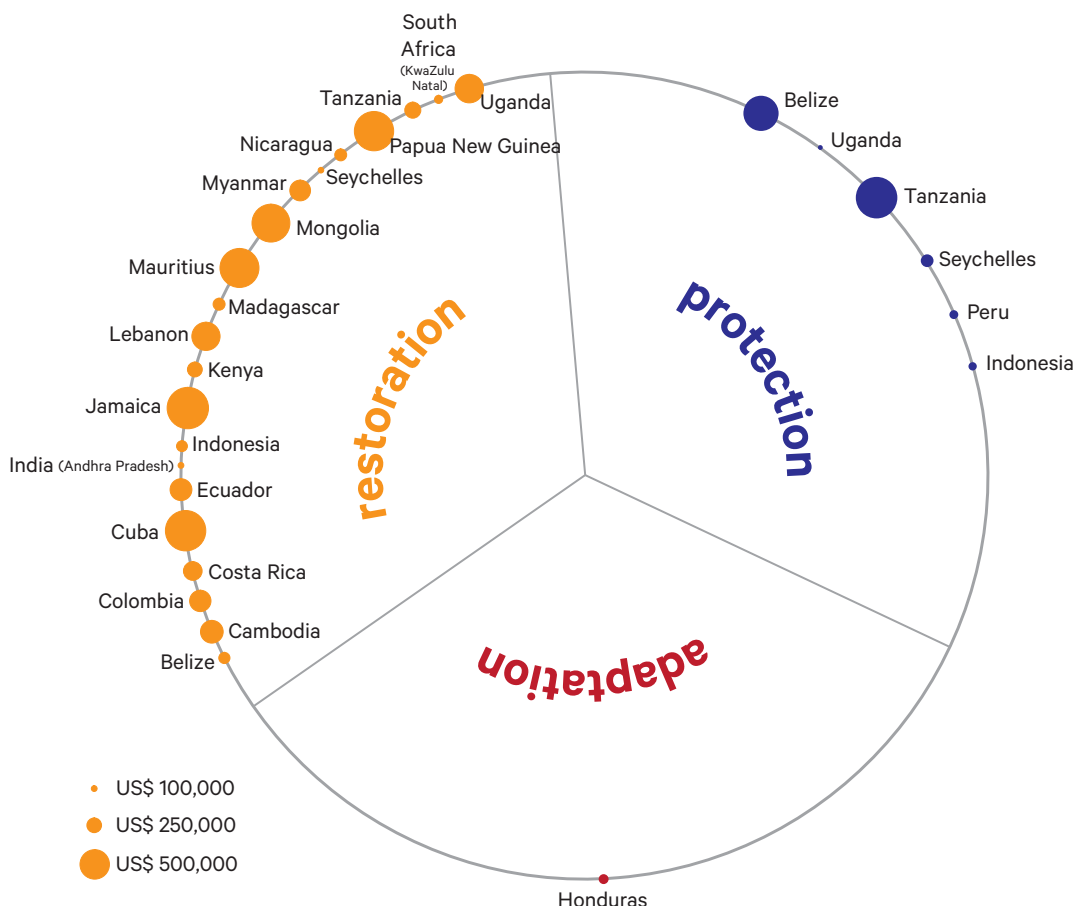 South
Africa
(KwaZulu
Natal)
Uganda
Tanzania
Papua New Guinea
Nicaragua
Seychelles
Myanmar
Mongolia
Mauritius
Madagascar
Lebanon
Kenya
Jamaica
Indonesia
India (Andhra Pradesh)
Ecuador
Cuba
Costa Rica
Colombia
Cambodia
Belize
restoration
Belize
Uganda
Tanzania
Seychelles
Peru
Indonesia
protection
adaptation
Honduras
US$ 100,000
US$ 250,000
US$ 500,000